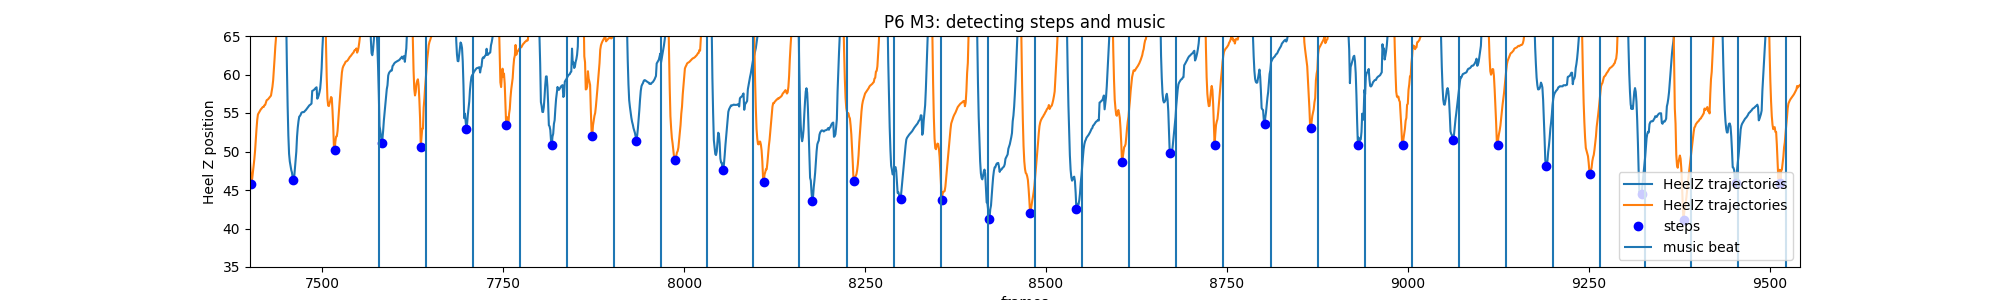 P6 M3: detecting steps and music
65
60
55
50
45
40
35
Heel Z position
HeelZ trajectories
HeelZ trajectories
steps
music beat
7500 7750 8000 8250 8500 8750 9000 9250 9500
frames